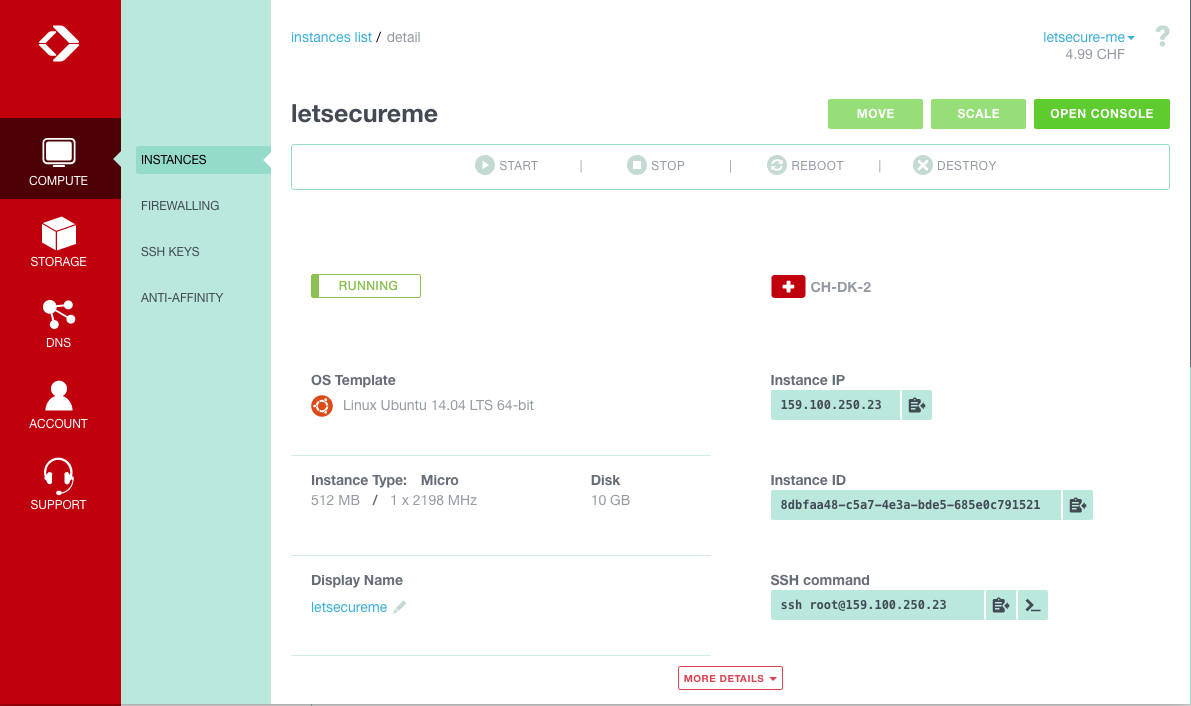 instances list / detail
letsecure-me
4.99 CHF
?
letsecureme
MOVE
SCALE
OPEN CONSOLE
START | STOP | REBOOT | DESTROY
COMPUTE
STORAGE
DNS
ACCOUNT
SUPPORT
INSTANCES
FIREWALLING
SSH KEYS
ANTI-AFFINITY
RUNNING
CH-DK-2
OS Template
Linux Ubuntu 14.04 LTS 64-bit
Instance IP
159.100.250.23
Instance Type: Micro
512 MB / 1 x 2198 MHz
Disk
10 GB
Instance ID
8dbfaa48-c5a7-4e3a-bde5-685e0c791521
Display Name
letsecureme
SSH command
ssh root@159.100.250.23
MORE DETAILS